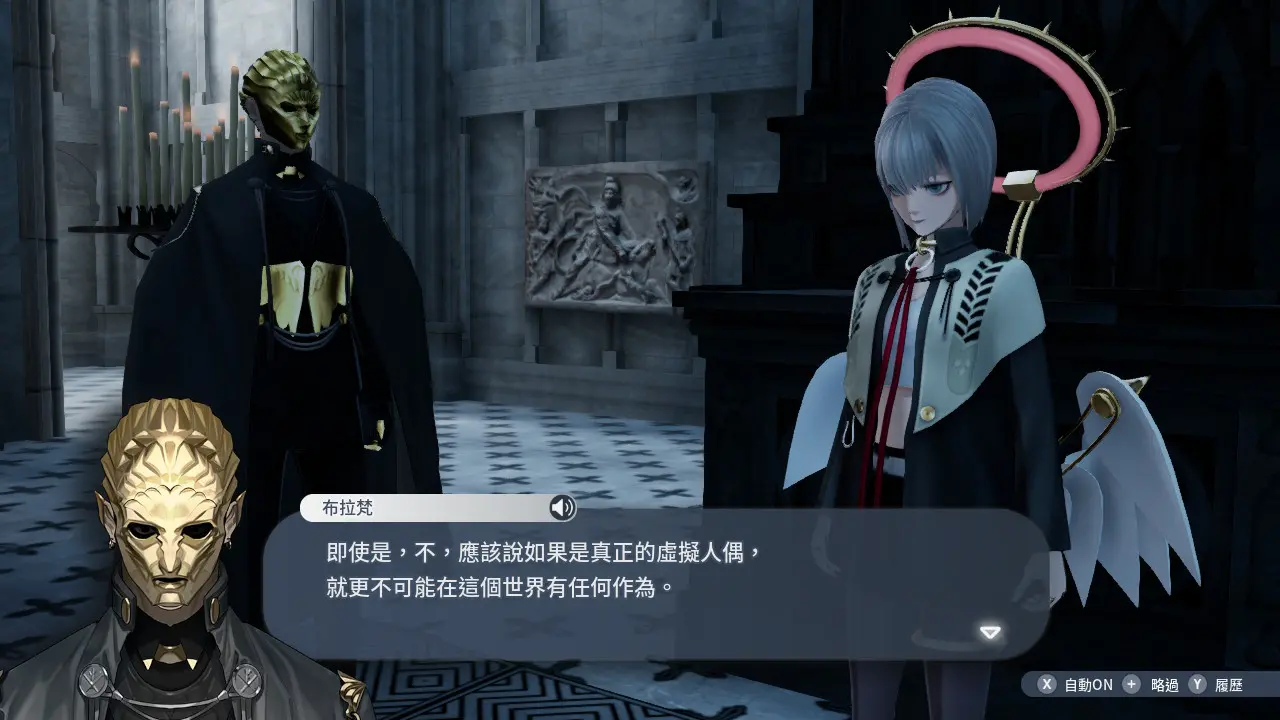 布拉梵
即使是，不，應該說如果是真正的虛擬人偶，
就更不可能在這個世界有任何作為。
X 自動ON + 略過 Y 履歷